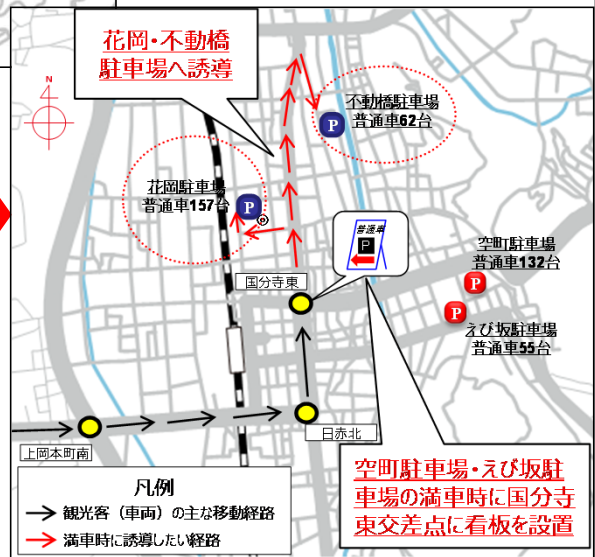 花岡・不動橋
駐車場へ誘導
N
不動橋駐車場
普通車62台
P
花岡駐車場
普通車157台
P
普通車
P
空町駐車場
普通車132台
P
国分寺東
P
えび坂駐車場
普通車55台
日赤北
上岡本町南
凡例
観光客（車両）の主な移動経路
満車時に誘導したい経路
空町駐車場・えび坂駐
車場の満車時に国分寺
東交差点に看板を設置